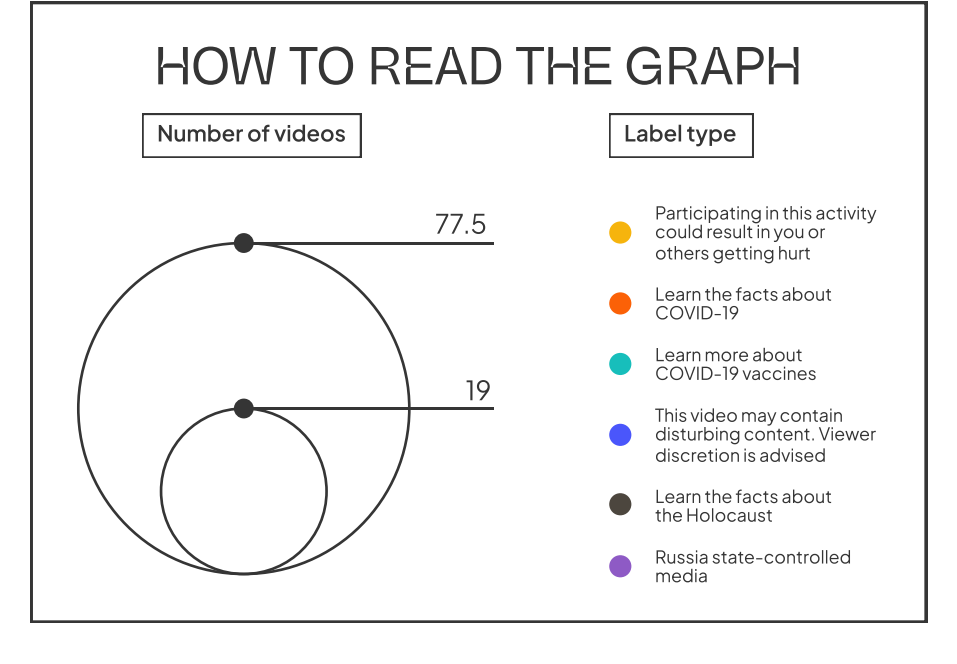 HOW TO READ THE GRAPH
Number of videos
77.5
19
Label type
Participating in this activity
could result in you or
others getting hurt
Learn the facts about
COVID-19
Learn more about
COVID-19 vaccines
This video may contain
disturbing content. Viewer
discretion is advised
Learn the facts about
the Holocaust
Russia state-controlled
media